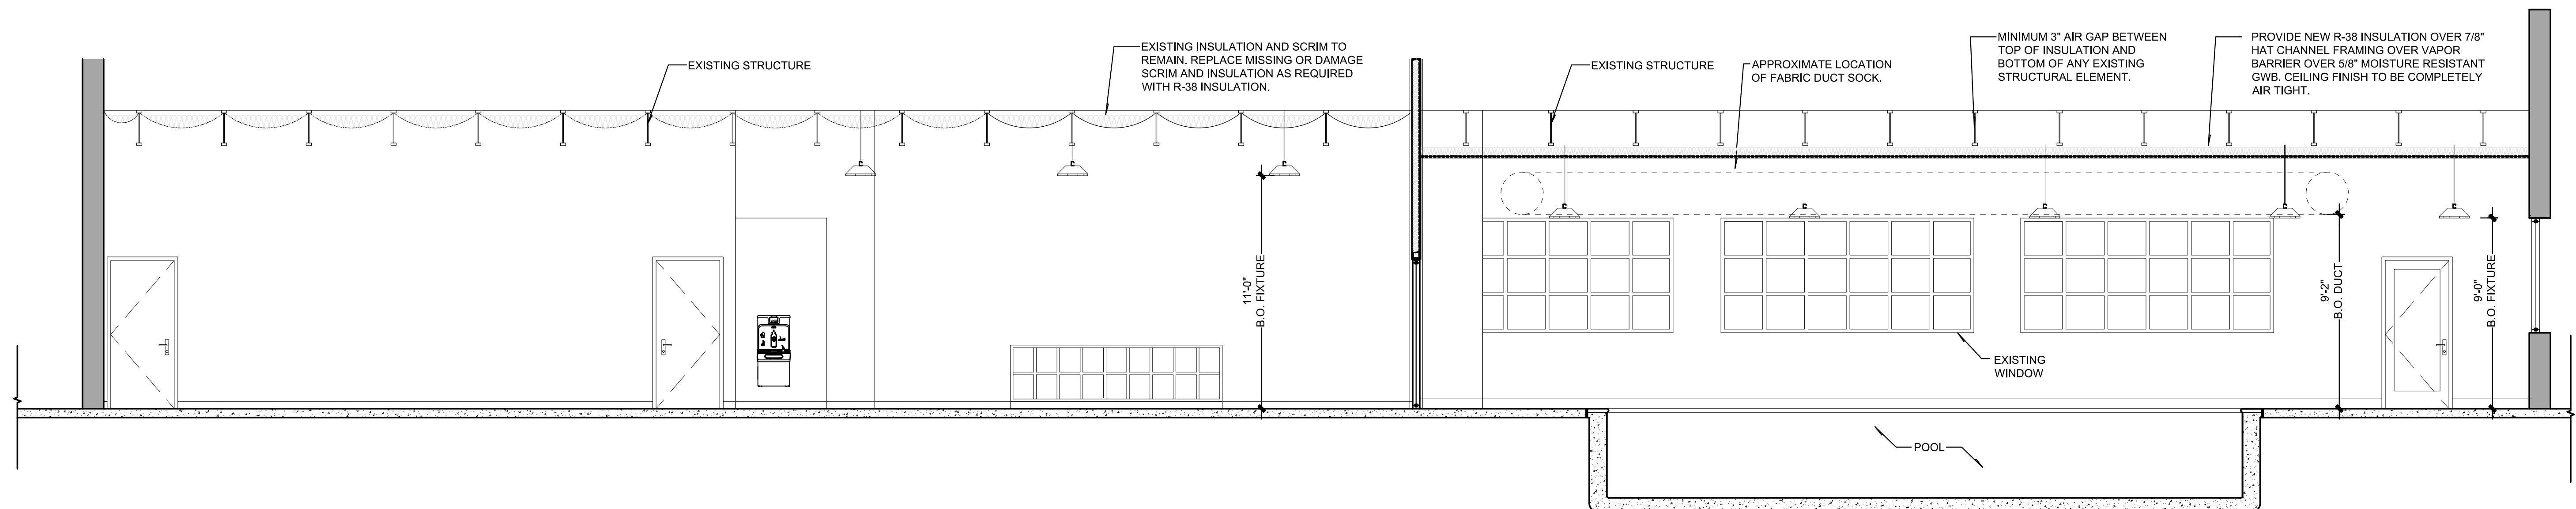 EXISTING STRUCTURE
EXISTING INSULATION AND SCRIM TO
REMAIN. REPLACE MISSING OR DAMAGE
SCRIM AND INSULATION AS REQUIRED
WITH R-38 INSULATION.
EXISTING STRUCTURE
APPROXIMATE LOCATION
OF FABRIC DUCT SOCK.
MINIMUM 3" AIR GAP BETWEEN
TOP OF INSULATION AND
BOTTOM OF ANY EXISTING
STRUCTURAL ELEMENT.
PROVIDE NEW R-38 INSULATION OVER 7/8"
HAT CHANNEL FRAMING OVER VAPOR
BARRIER OVER 5/8" MOISTURE RESISTANT
GWB. CEILING FINISH TO BE COMPLETELY
AIR TIGHT.
11'-0"
B.O. FIXTURE
9'-2"
B.O. DUCT
9'-0"
B.O. FIXTURE
EXISTING
WINDOW
POOL